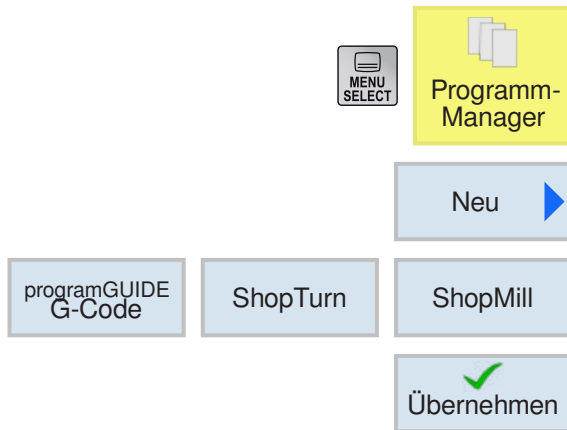 MENU
SELECT
Programm-
Manager
Neu
programGUIDE
G-Code
ShopTurn
ShopMill
Übernehmen